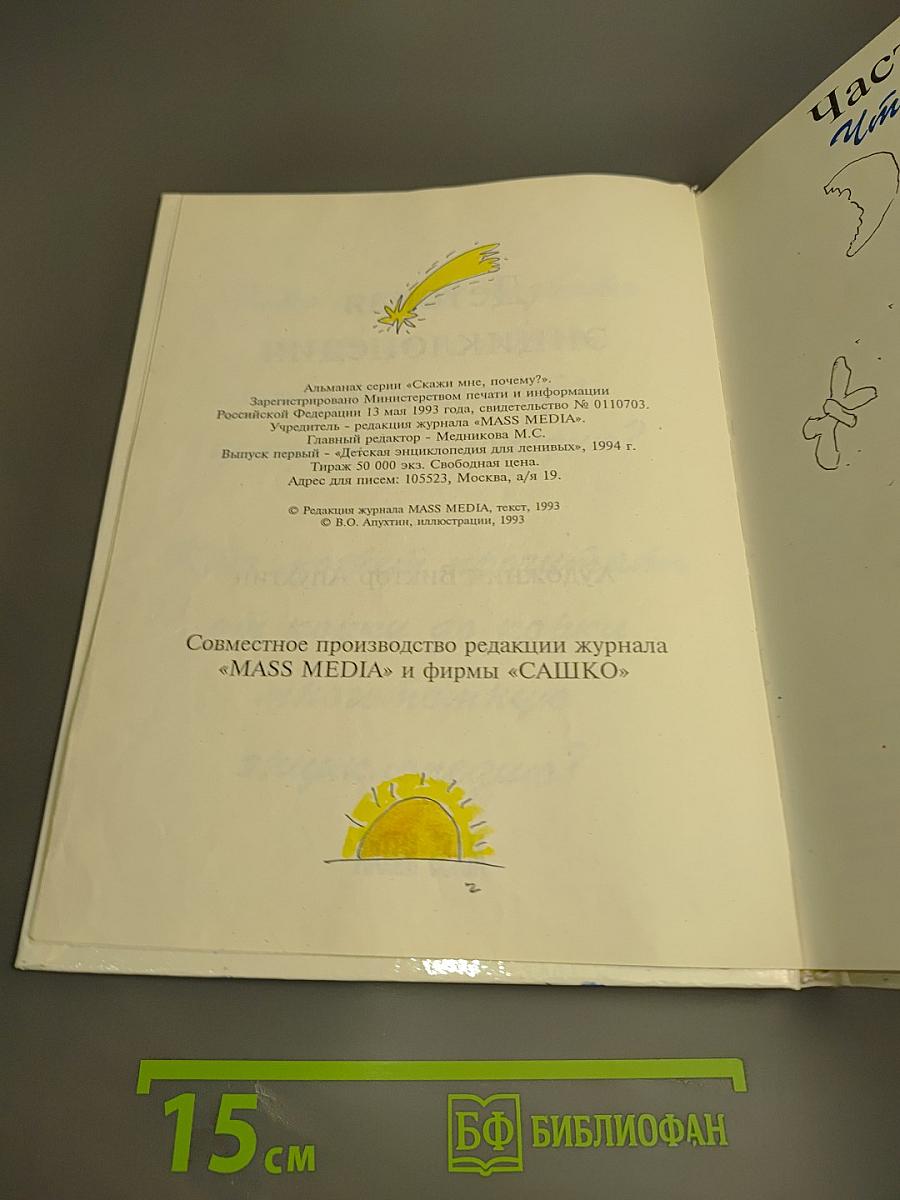 Альманах серии «Скажи мне, почему?».
Зарегистрировано Министерством печати и информации
Российской Федерации 13 мая 1993 года, свидетельство № 0110703.
Учредитель - редакция журнала «MASS MEDIA».
Главный редактор - Медникова М.С.
Выпуск первый - «Детская энциклопедия для ленивых», 1994 г.
Тираж 50 000 экз. Свободная цена.
Адрес для писем: 105523, Москва, а/я 19.
© Редакция журнала MASS MEDIA, текст, 1993
© В.О. Апухтин, иллюстрации, 1993
Совместное производство редакции журнала
«MASS MEDIA» и фирмы «САШКО»
Част
15 см
БФ БИБЛИОФАН